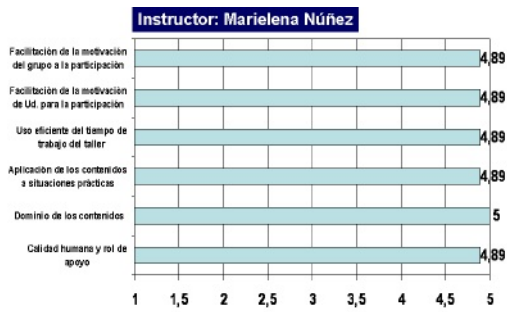 Instructor: Marielena Núñez
Facilitación de la motivación
del grupo a la participación
4,89
Facilitación de la motivación
de Ud. para la participación
4,89
Uso eficiente del tiempo de
trabajo del taller
4,89
Aplicación de los contenidos
a situaciones prácticas
4,89
Dominio de los contenidos
5
Calidad humana y rol de
apoyo
4,89
1 1,5 2 2,5 3 3,5 4 4,5 5